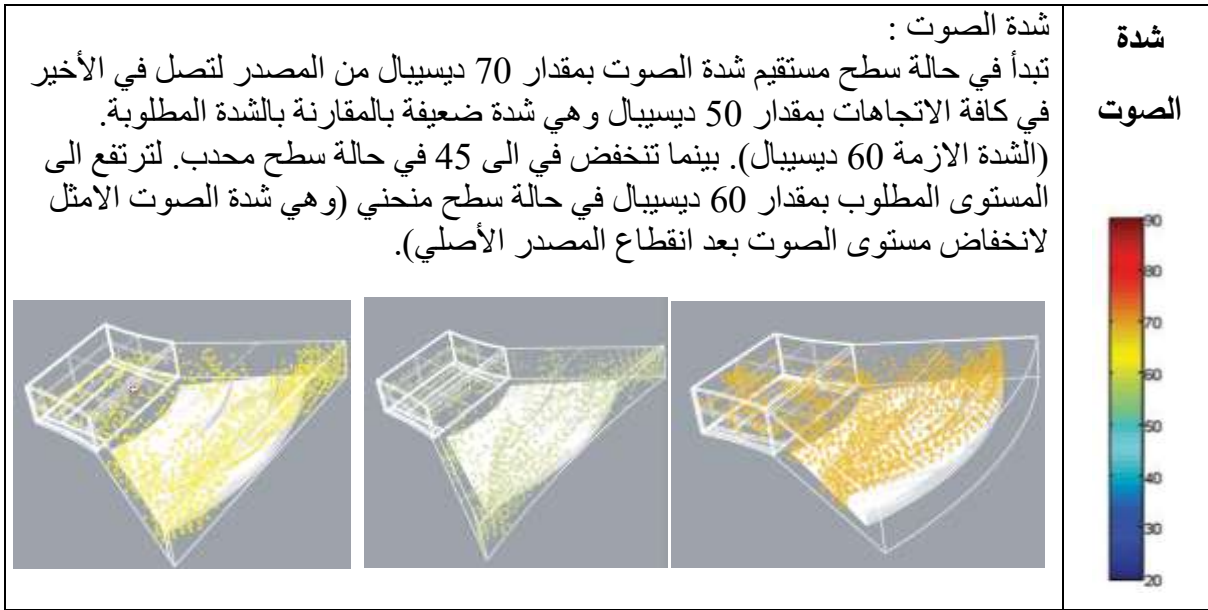 شدة
الصوت
شدة الصوت :
تبدأ في حالة سطح مستقيم شدة الصوت بمقدار 70 ديسيبال من المصدر لتصل في الأخير
في كافة الاتجاهات بمقدار 50 ديسيبال وهي شدة ضعيفة بالمقارنة بالشدة المطلوبة.
(الشدة الازمة 60 ديسيبال). بينما تنخفض في الى 45 في حالة سطح محدب. لترتفع الى
المستوى المطلوب بمقدار 60 ديسيبال في حالة سطح منحني (وهي شدة الصوت الامثل
لانخفاض مستوى الصوت بعد انقطاع المصدر الأصلي).
90
80
70
60
50
40
30
20